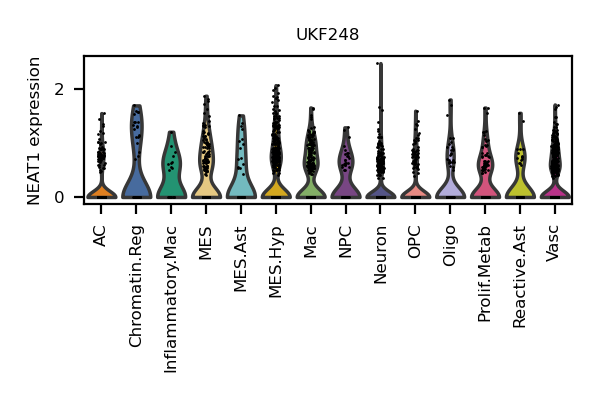 UKF248
NEAT1 expression
2
0
AC
Chromatin.Reg
Inflammatory.Mac
MES
MES.Ast
MES.Hyp
Mac
NPC
Neuron
OPC
Oligo
Prolif.Metab
Reactive.Ast
Vasc